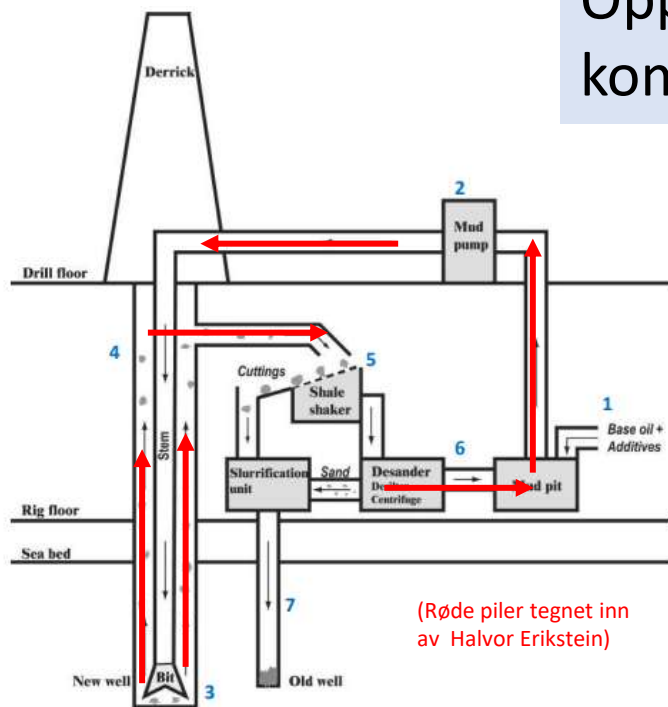 Opp
kom
Derrick
2
Mud
pump
Drill floor
4
5
Cuttings
Shale
shaker
1
Base oil +
Additives
Stem
6
Slurrification
unit
Sand
Desander
Centrifuge
Mud pit
Rig floor
Sea bed
7
(Røde piler tegnet inn
av Halvor Erikstein)
New well
Bit
3
Old well